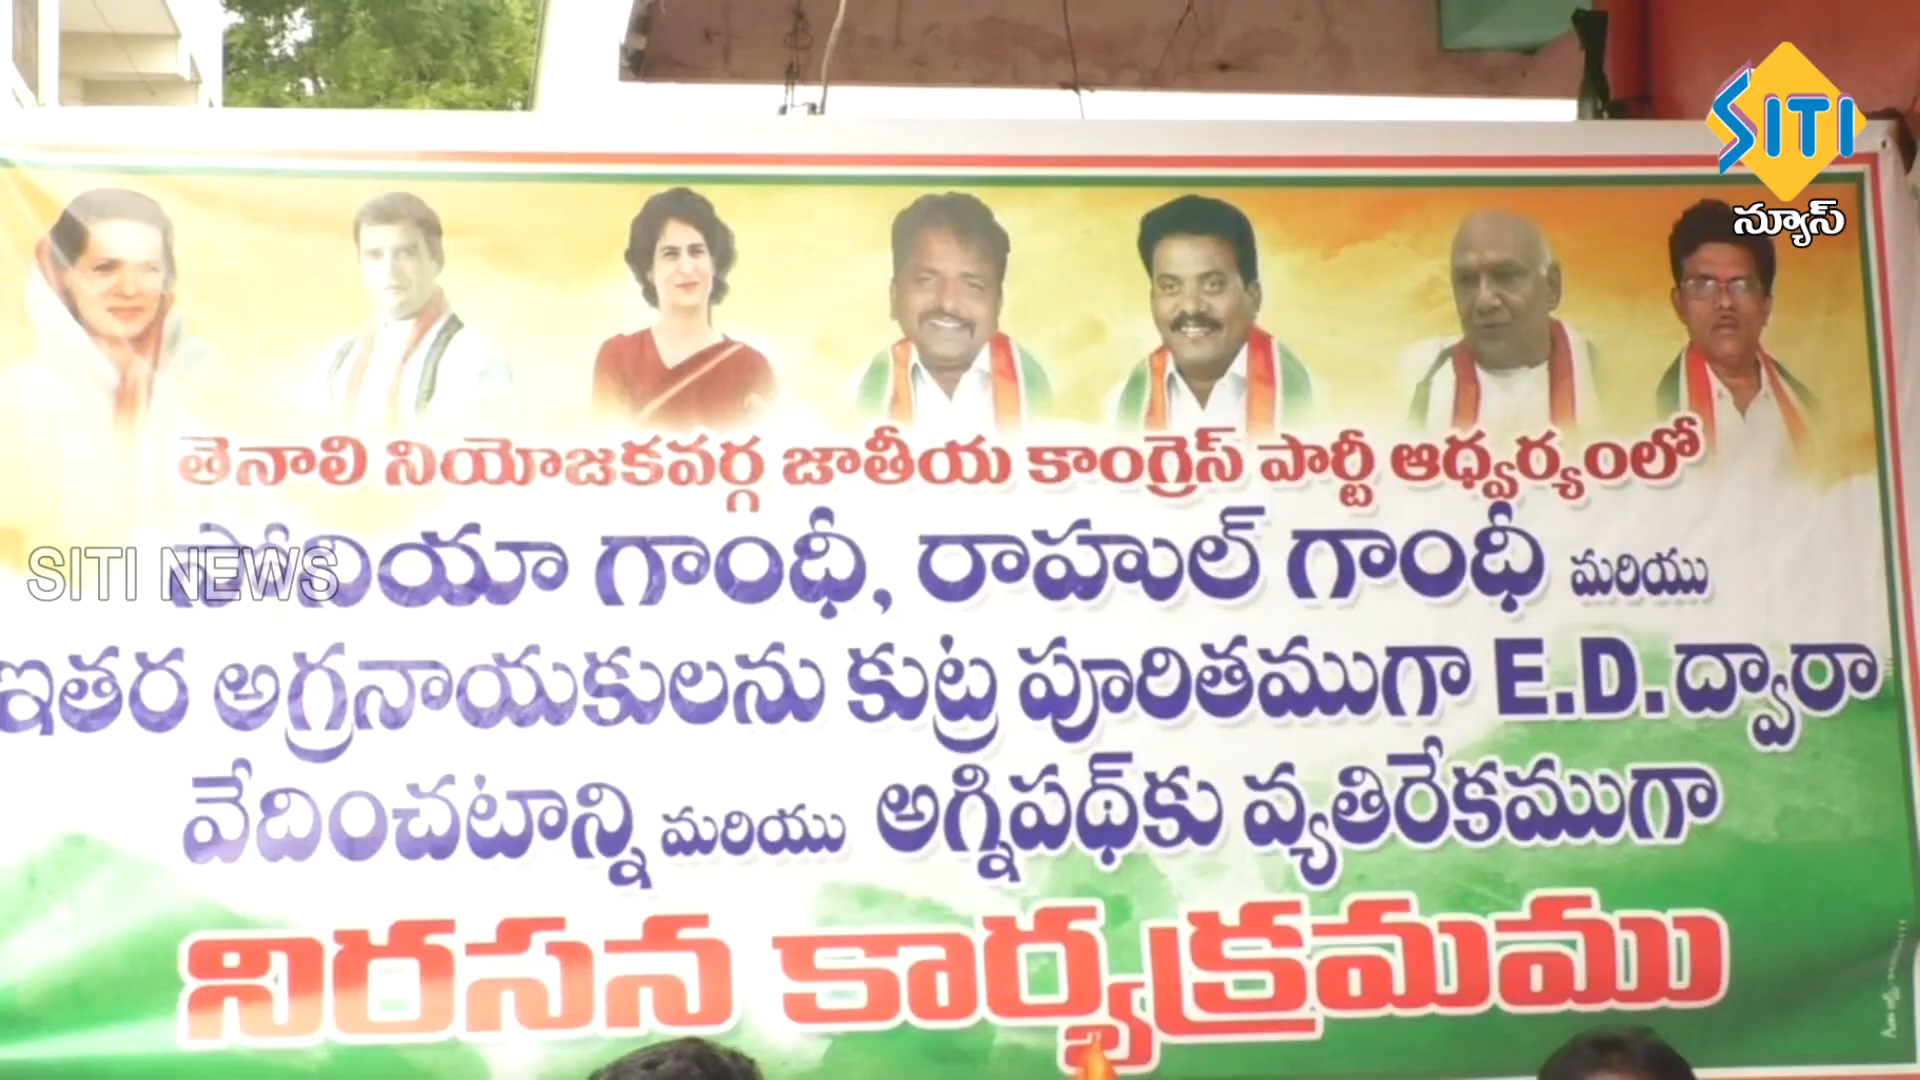 SITI
న్యూస్
తెనాలి నియోజకవర్గ జాతీయ కాంగ్రెస్ పార్టీ ఆధ్వర్యంలో
సోనియా గాంధీ, రాహుల్ గాంధీ మరియు
SITI NEWS
ఇతర అగ్రనాయకులను కుట్ర పూరితముగా E.D. ద్వారా
వేదించటాన్ని మరియు అగ్నిపథ్‌కు వ్యతిరేకముగా
నిరసన కార్యక్రమము